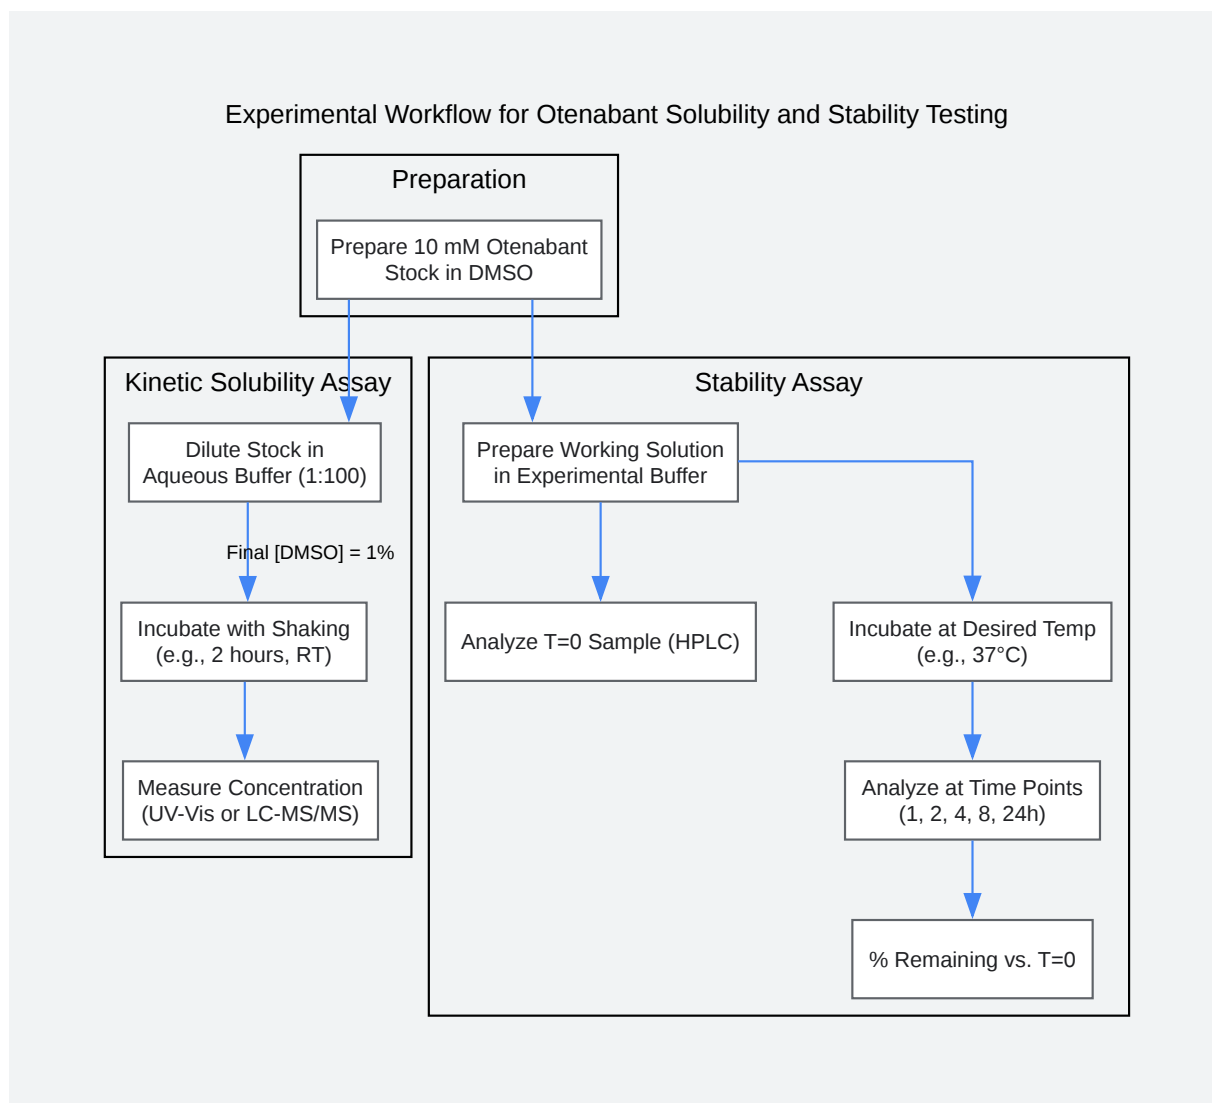 Experimental Workflow for Otenabant Solubility and Stability Testing
Preparation
Prepare 10 mM Otenabant
Stock in DMSO
Kinetic Solubility Assay
Dilute Stock in
Aqueous Buffer (1:100)
Final [DMSO] = 1%
Incubate with Shaking
(e.g., 2 hours, RT)
Measure Concentration
(UV-Vis or LC-MS/MS)
Stability Assay
Prepare Working Solution
in Experimental Buffer
Analyze T=0 Sample (HPLC)
Incubate at Desired Temp
(e.g., 37°C)
Analyze at Time Points
(1, 2, 4, 8, 24h)
% Remaining vs. T=0